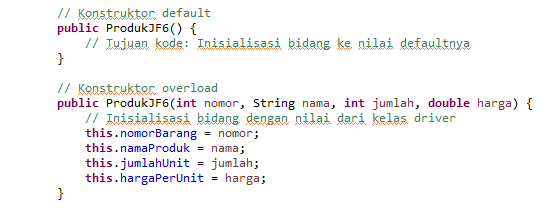 // Konstruktor default
public ProdukJF6() {
// Tujuan kode: Inisialisasi bidang ke nilai defaultnya
}
// Konstruktor overload
public ProdukJF6(int nomor, String nama, int jumlah, double harga) {
// Inisialisasi bidang dengan nilai dari kelas driver
this.nomorBarang = nomor;
this.namaProduk = nama;
this.jumlahUnit = jumlah;
this.hargaPerUnit = harga;
}